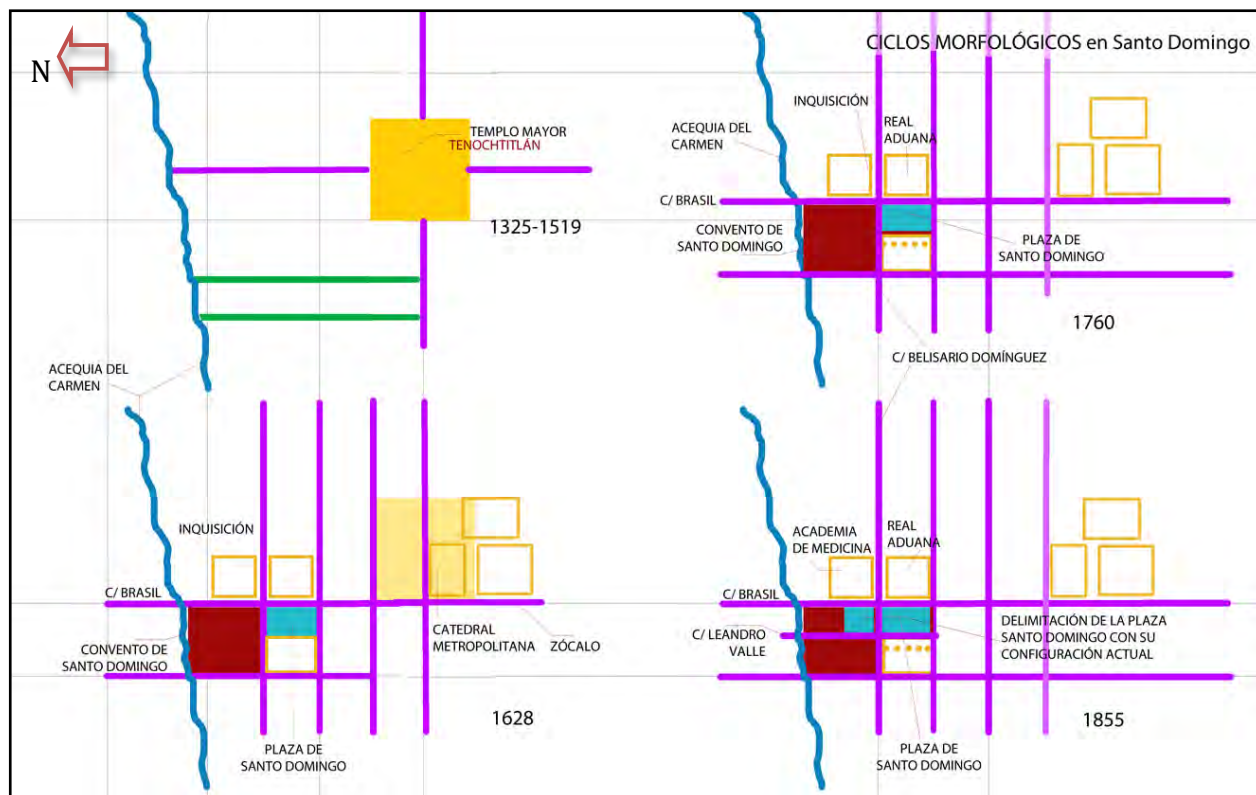 N
TEMPLO MAYOR
TENOCHTITLÁN
1325-1519
ACEQUIA DEL
CARMEN
CICLOS MORFOLÓGICOS en Santo Domingo
INQUISICIÓN
REAL
ADUANA
ACEQUIA DEL
CARMEN
C/ BRASIL
CONVENTO DE
SANTO DOMINGO
PLAZA DE
SANTO DOMINGO
1760
C/ BELISARIO DOMÍNGUEZ
INQUISICIÓN
C/ BRASIL
CONVENTO DE
SANTO DOMINGO
CATEDRAL
METROPOLITANA
ZÓCALO
1628
PLAZA DE
SANTO DOMINGO
ACADEMIA
DE MEDICINA
REAL
ADUANA
C/ BRASIL
C/ LEANDRO
VALLE
DELIMITACIÓN DE LA PLAZA
SANTO DOMINGO CON SU
CONFIGURACIÓN ACTUAL
1855
PLAZA DE
SANTO DOMINGO